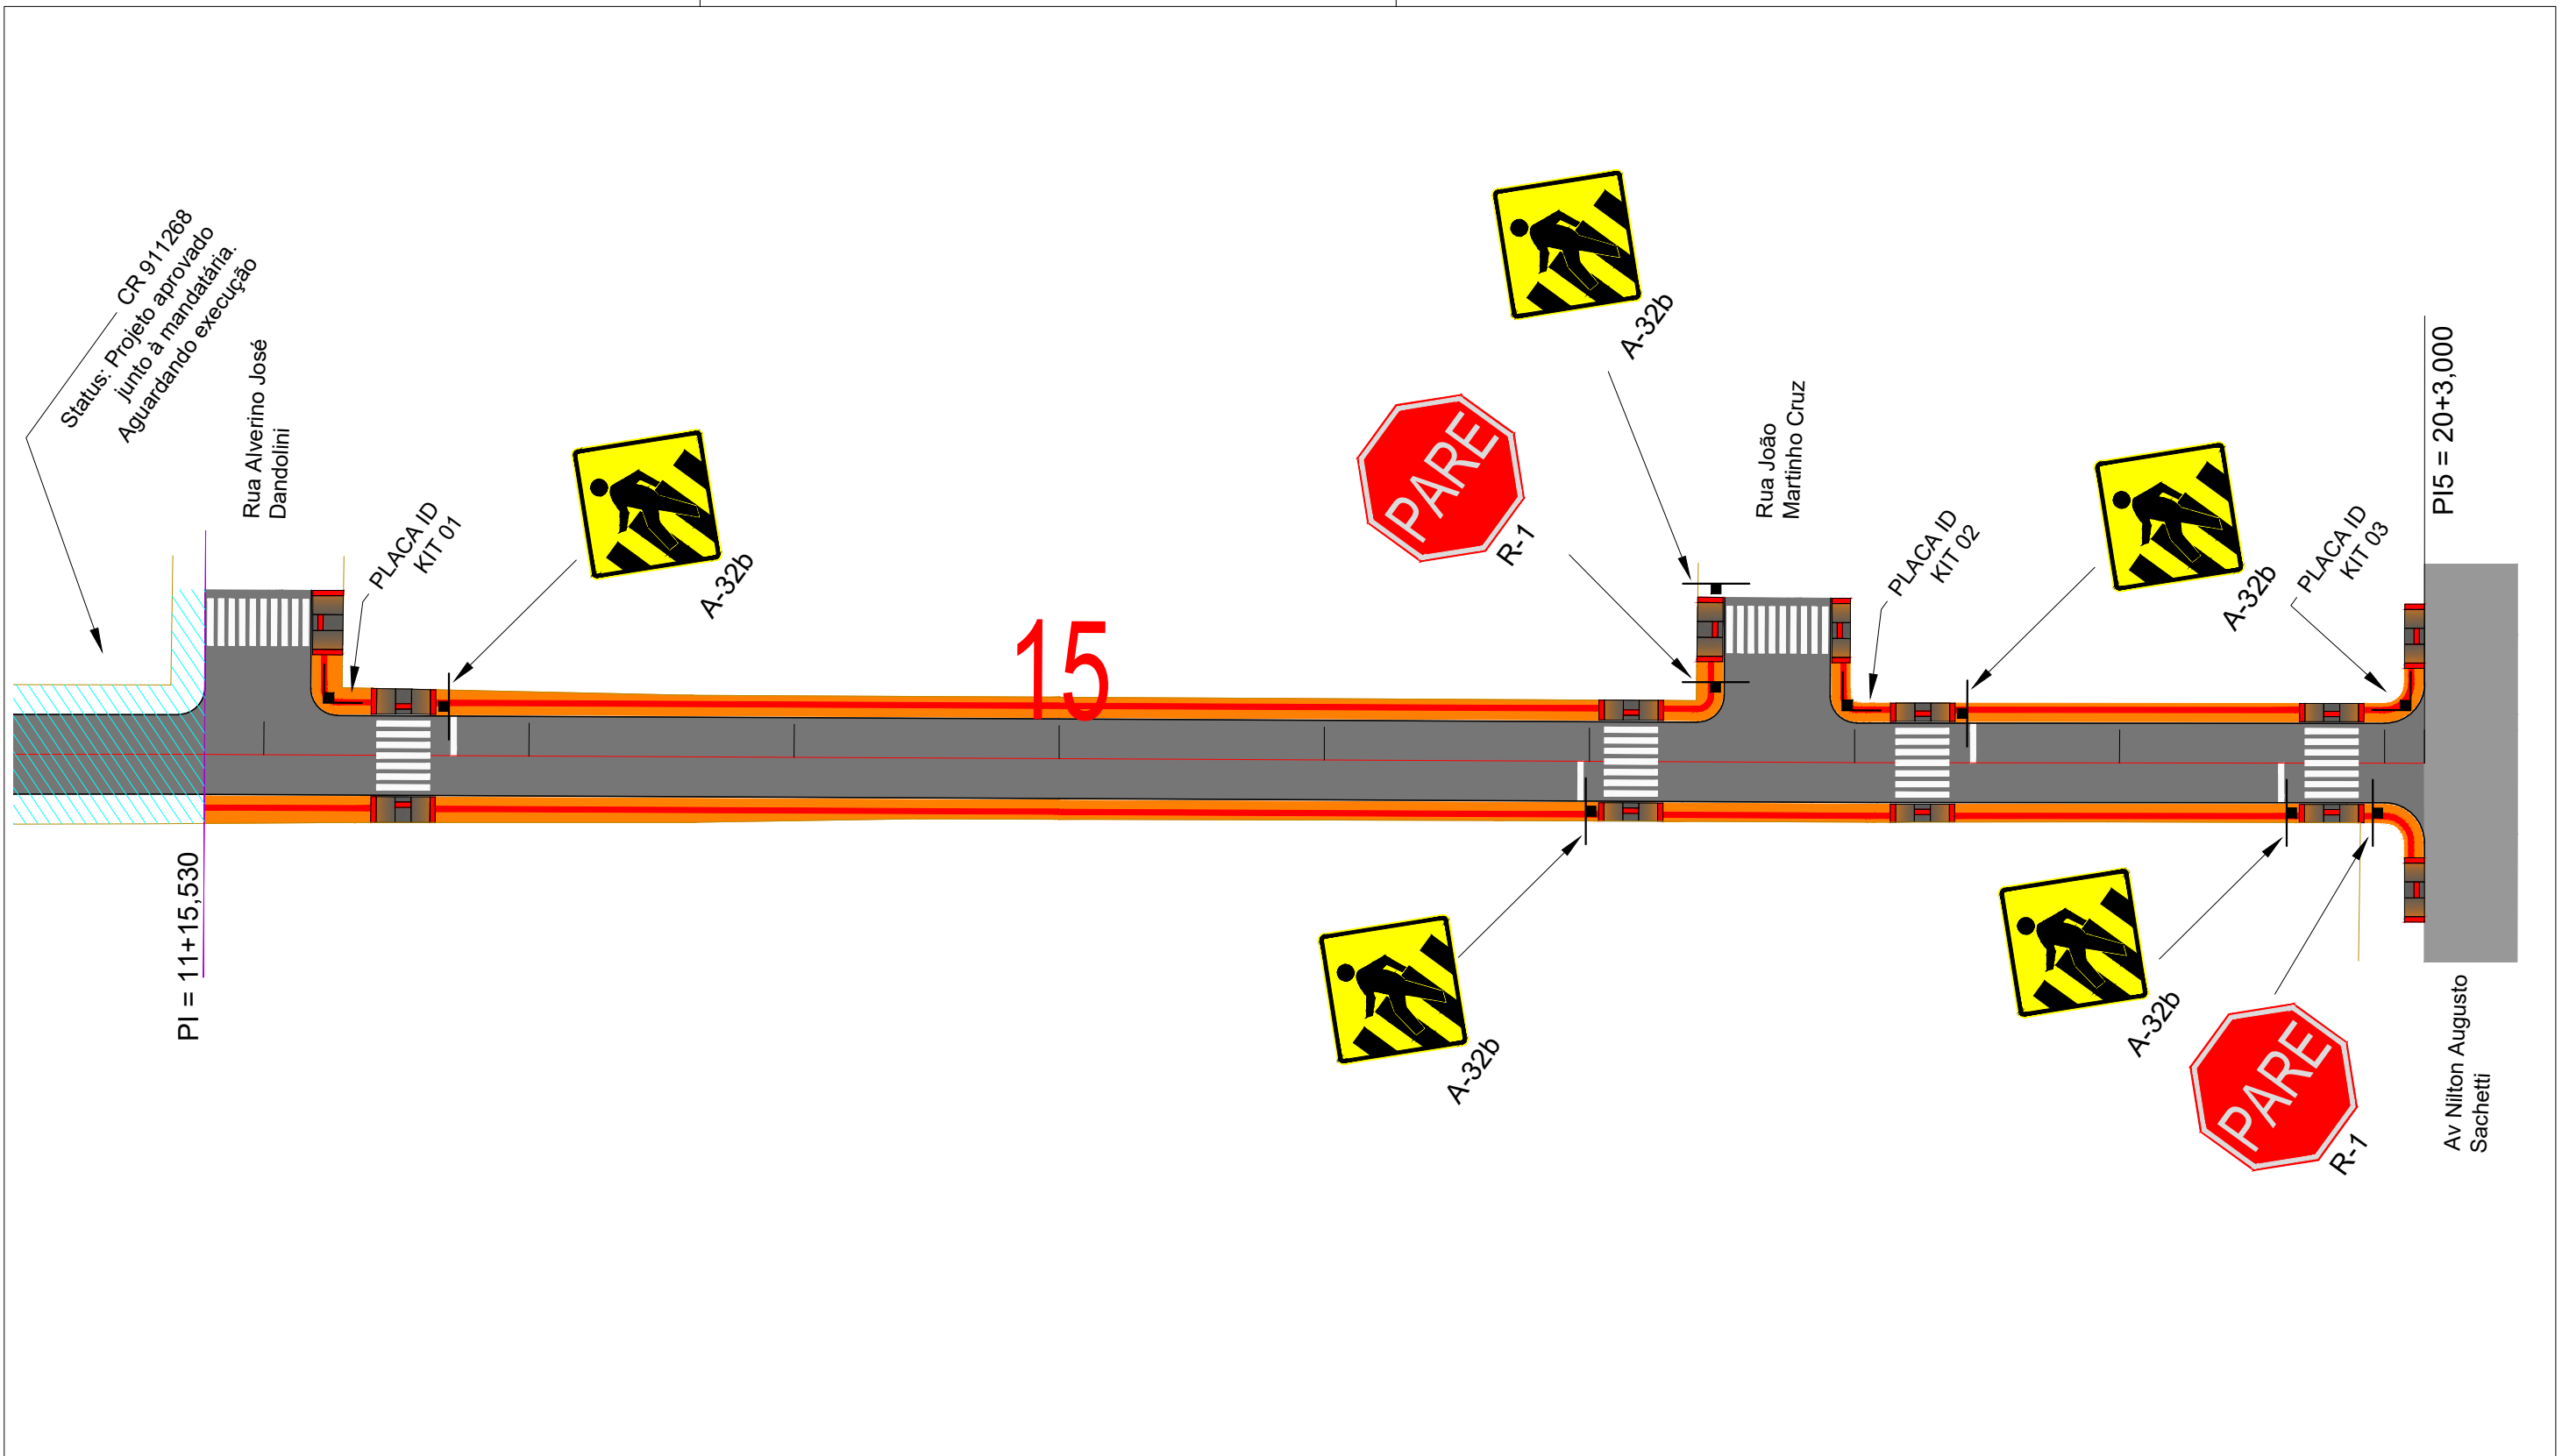 CR 911268
Status: Projeto aprovado
junto à mandatária.
Aguardando execução
Rua Alverino José
Dandolini
PLACA ID
KIT 01
A-32b
15
A-32b
PARE
R-1
Rua João
Martinho Cruz
PLACA ID
KIT 02
A-32b
PLACA ID
KIT 03
PI5 = 20+3,000
PI = 11+15,530
A-32b
A-32b
PARE
R-1
Av Nilton Augusto
Sachetti